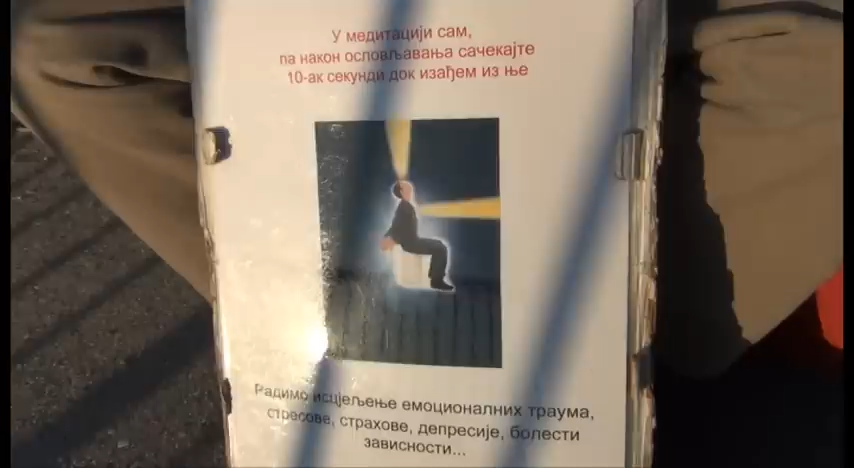 У медитацији сам,
па након ословљавања сачекајте
10-ак секунди док изађем из ње
Радимо исцјељење емоционалних траума,
стресове, страхове, депресије, болести
зависности...